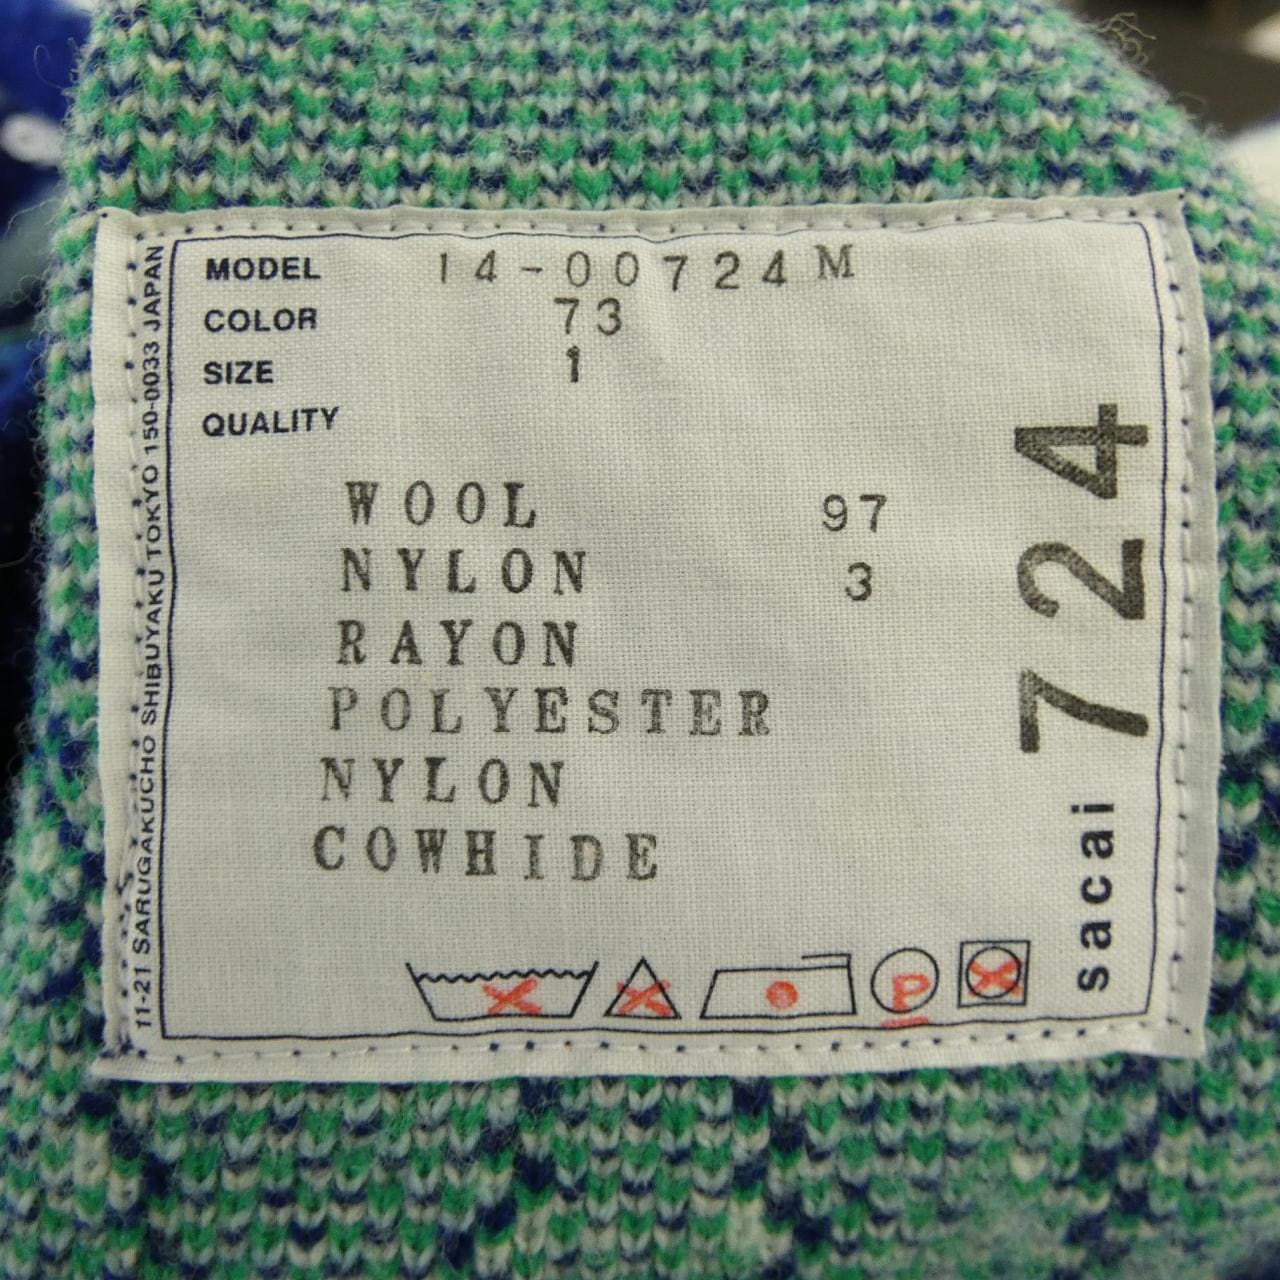 MODEL 14-00724M
COLOR 73
SIZE 1
QUALITY
WOOL 97
NYLON 3
RAYON
POLYESTER
NYLON
COWHIDE
P
sacai 724
11-21 SARUGAKUCHO SHIBUYAKU TOKYO 150-0033 JAPAN